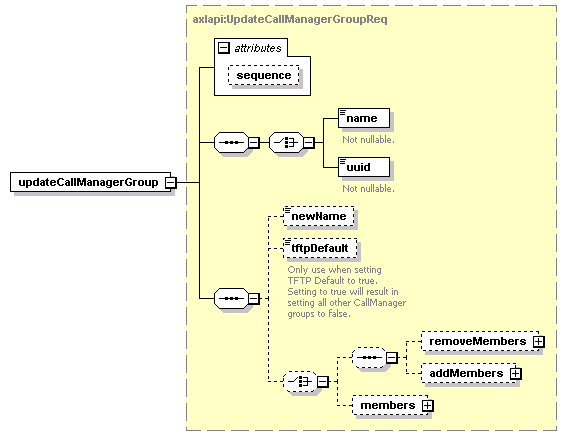 axlapi:UpdateCallManagerGroupReq
attributes
sequence
name
Not nullable.
uuid
Not nullable.
updateCallManagerGroup
newName
tftpDefault
Only use when setting
TFTP Default to true.
Setting to true will result in
setting all other CallManager
groups to false.
removeMembers
addMembers
members